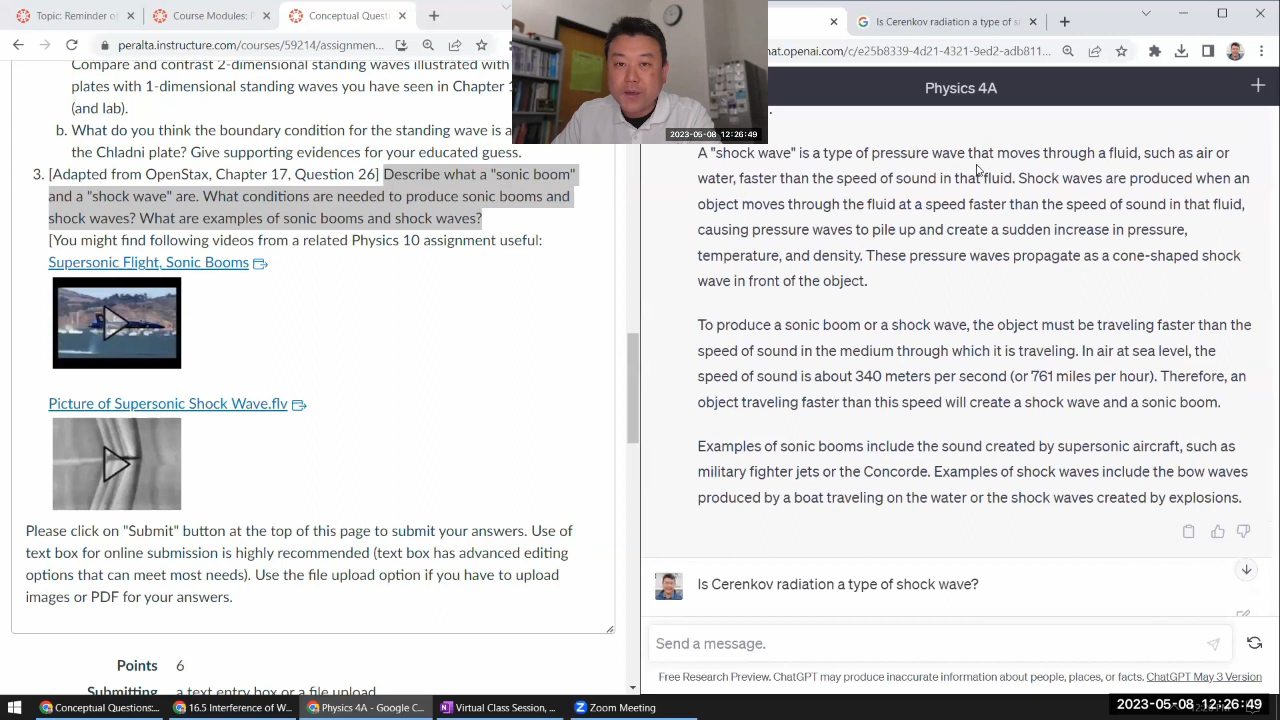 Topic: Reminder of
Course Modules: P
Conceptual Question
Is Cerenkov radiation a type of s
peralta.instructure.com/courses/59214/assignmen...
hat.openai.com/c/e25b8339-4d21-4321-9ed2-adb811...
Physics 4A
2023-05-08 12:26:49
Compare and contrast 2-dimensional standing waves illustrated with
plates with 1-dimensional standing waves you have seen in Chapter 1
(and lab).
b. What do you think the boundary condition for the standing wave is a
the Chladni plate? Give supporting evidences for your educated guess.
3. [Adapted from OpenStax, Chapter 17, Question 26] Describe what a "sonic boom"
and a "shock wave" are. What conditions are needed to produce sonic booms and
shock waves? What are examples of sonic booms and shock waves?
[You might find following videos from a related Physics 10 assignment useful:
Supersonic Flight, Sonic Booms
Picture of Supersonic Shock Wave.flv
Please click on "Submit" button at the top of this page to submit your answers. Use of
text box for online submission is highly recommended (text box has advanced editing
options that can meet most needs). Use the file upload option if you have to upload
images or PDF for your answers.
Points 6
Submitting a text entry box or a file upload
A "shock wave" is a type of pressure wave that moves through a fluid, such as air or
water, faster than the speed of sound in that fluid. Shock waves are produced when an
object moves through the fluid at a speed faster than the speed of sound in that fluid,
causing pressure waves to pile up and create a sudden increase in pressure,
temperature, and density. These pressure waves propagate as a cone-shaped shock
wave in front of the object.
To produce a sonic boom or a shock wave, the object must be traveling faster than the
speed of sound in the medium through which it is traveling. In air at sea level, the
speed of sound is about 340 meters per second (or 761 miles per hour). Therefore, an
object traveling faster than this speed will create a shock wave and a sonic boom.
Examples of sonic booms include the sound created by supersonic aircraft, such as
military fighter jets or the Concorde. Examples of shock waves include the bow waves
produced by a boat traveling on the water or the shock waves created by explosions.
Is Cerenkov radiation a type of shock wave?
Send a message.
Free Research Preview. ChatGPT may produce inaccurate information about people, places, or facts. ChatGPT May 3 Version
Conceptual Questions:...
16.5 Interference of W...
Physics 4A - Google C...
Virtual Class Session, ...
Zoom Meeting
2023-05-08 12:26:49